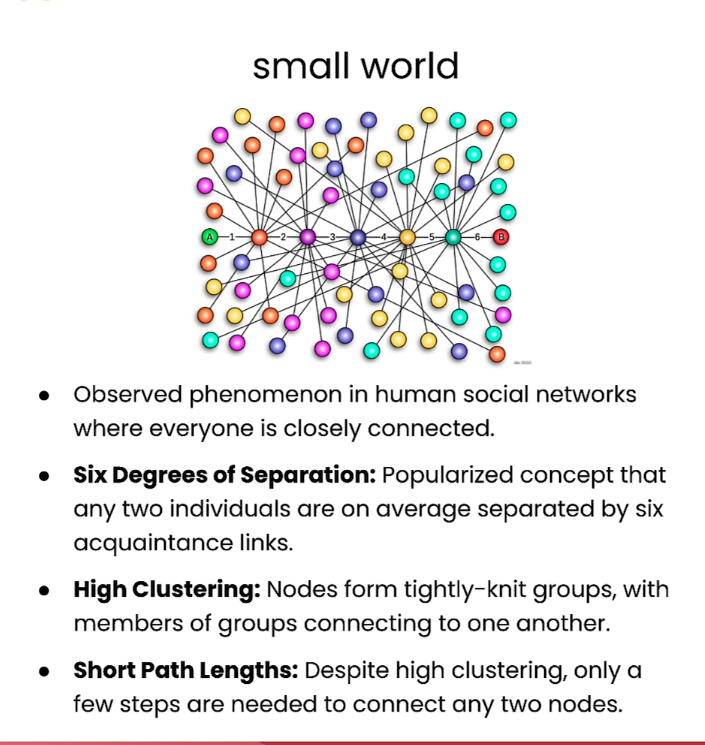 small world
A 1 2 3 4 5 6 B
● Observed phenomenon in human social networks
where everyone is closely connected.
● Six Degrees of Separation: Popularized concept that
any two individuals are on average separated by six
acquaintance links.
● High Clustering: Nodes form tightly-knit groups, with
members of groups connecting to one another.
● Short Path Lengths: Despite high clustering, only a
few steps are needed to connect any two nodes.